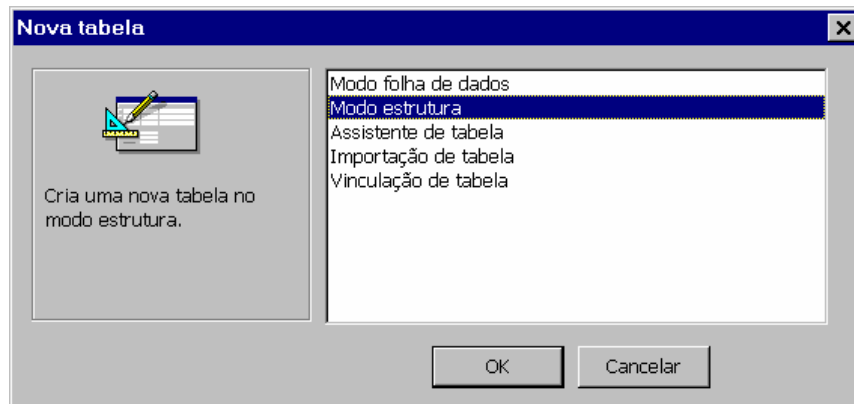 Nova tabela
Cria uma nova tabela no
modo estrutura.
Modo folha de dados
Modo estrutura
Assistente de tabela
Importação de tabela
Vinculação de tabela
OK
Cancelar